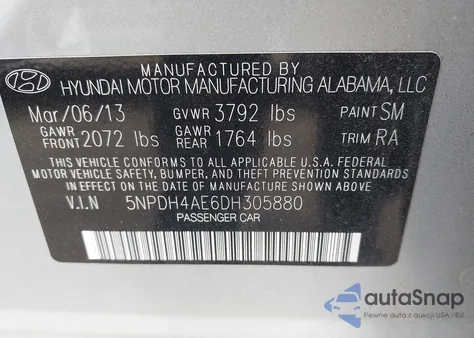 MANUFACTURED BY
HYUNDAI MOTOR MANUFACTURING ALABAMA, LLC
Mar/06/13 GVWR 3792 lbs PAINT SM
GAWR FRONT 2072 lbs GAWR REAR 1764 lbs TRIM RA
THIS VEHICLE CONFORMS TO ALL APPLICABLE U.S.A. FEDERAL
MOTOR VEHICLE SAFETY, BUMPER, AND THEFT PREVENTION STANDARDS
IN EFFECT ON THE DATE OF MANUFACTURE SHOWN ABOVE.
V.I.N 5NPDH4AE6DH305880
PASSENGER CAR
autoSnap
Pewne auta z aukcji USA i EU